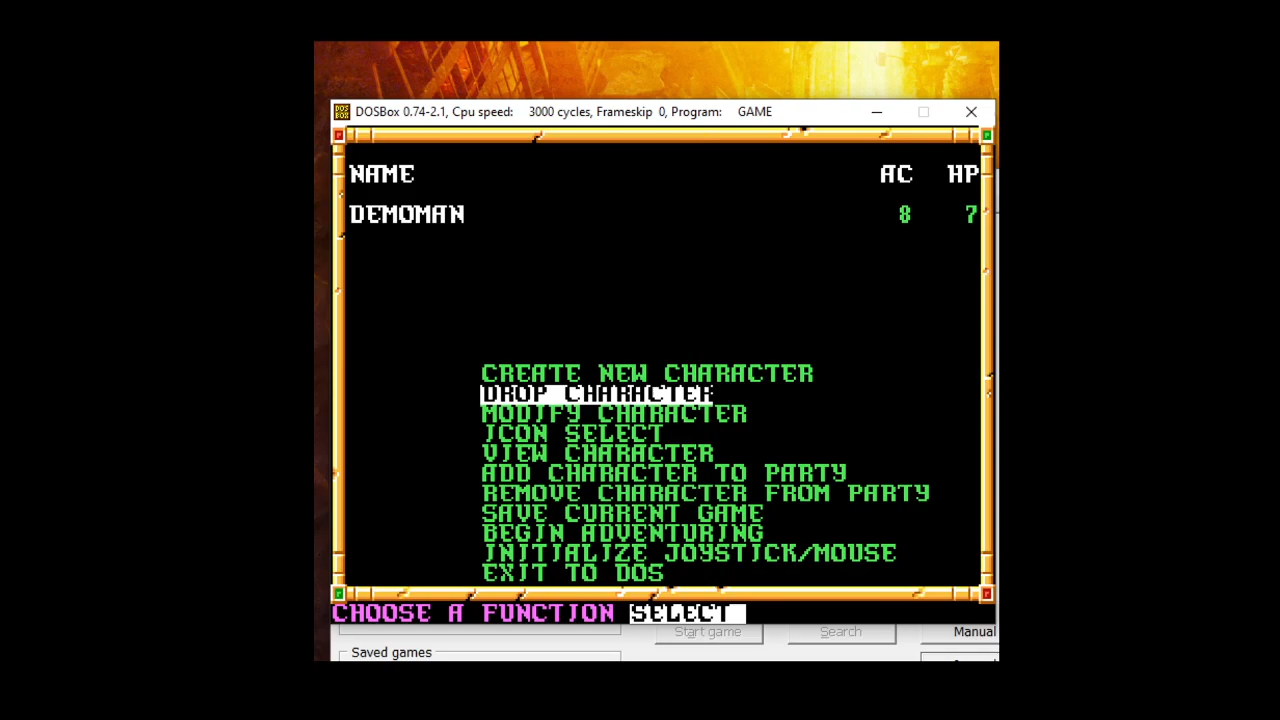 DOSBox 0.74-2.1, Cpu speed: 3000 cycles, Frameskip 0, Program: GAME
NAME AC HP
DEMOMAN 8 7
CREATE NEW CHARACTER
DROP CHARACTER
MODIFY CHARACTER
ICON SELECT
VIEW CHARACTER
ADD CHARACTER TO PARTY
REMOVE CHARACTER FROM PARTY
SAVE CURRENT GAME
BEGIN ADVENTURING
INITIALIZE JOYSTICK/MOUSE
EXIT TO DOS
CHOOSE A FUNCTION SELECT
Start game Search Manual
Saved games